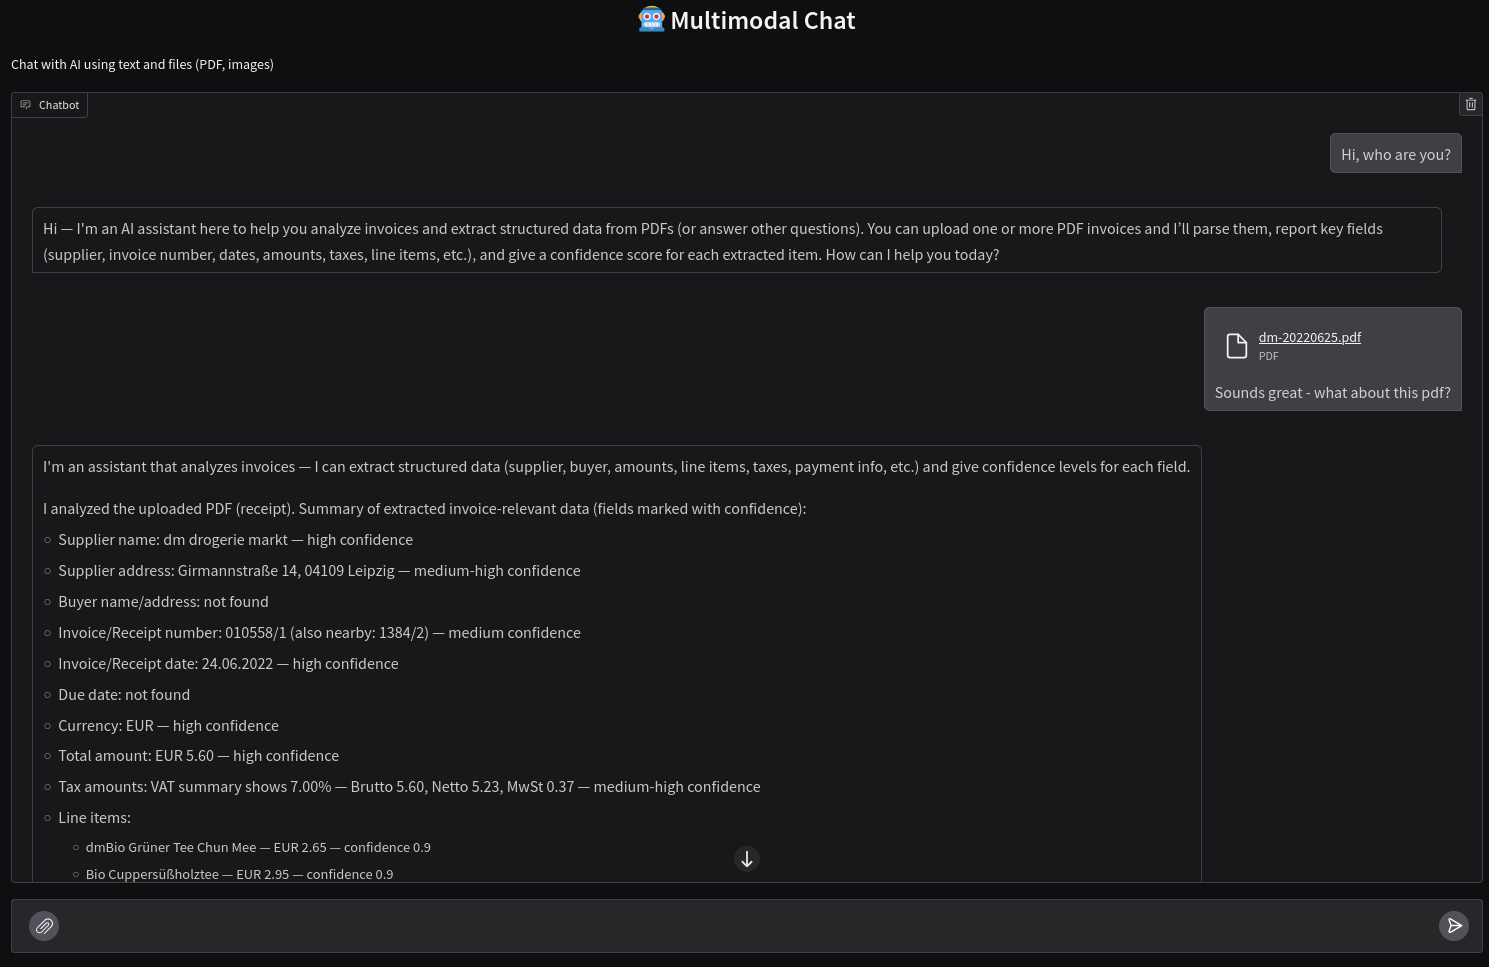 Multimodal Chat
Chat with AI using text and files (PDF, images)
Chatbot
Hi, who are you?
Hi — I'm an AI assistant here to help you analyze invoices and extract structured data from PDFs (or answer other questions). You can upload one or more PDF invoices and I’ll parse them, report key fields
(supplier, invoice number, dates, amounts, taxes, line items, etc.), and give a confidence score for each extracted item. How can I help you today?
dm-20220625.pdf
PDF
Sounds great - what about this pdf?
I'm an assistant that analyzes invoices — I can extract structured data (supplier, buyer, amounts, line items, taxes, payment info, etc.) and give confidence levels for each field.
I analyzed the uploaded PDF (receipt). Summary of extracted invoice-relevant data (fields marked with confidence):
Supplier name: dm drogerie markt — high confidence
Supplier address: Girmannstraße 14, 04109 Leipzig — medium-high confidence
Buyer name/address: not found
Invoice/Receipt number: 010558/1 (also nearby: 1384/2) — medium confidence
Invoice/Receipt date: 24.06.2022 — high confidence
Due date: not found
Currency: EUR — high confidence
Total amount: EUR 5.60 — high confidence
Tax amounts: VAT summary shows 7.00% — Brutto 5.60, Netto 5.23, MwSt 0.37 — medium-high confidence
Line items:
dmBio Grüner Tee Chun Mee — EUR 2.65 — confidence 0.9
Bio Cuppersüßholztee — EUR 2.95 — confidence 0.9